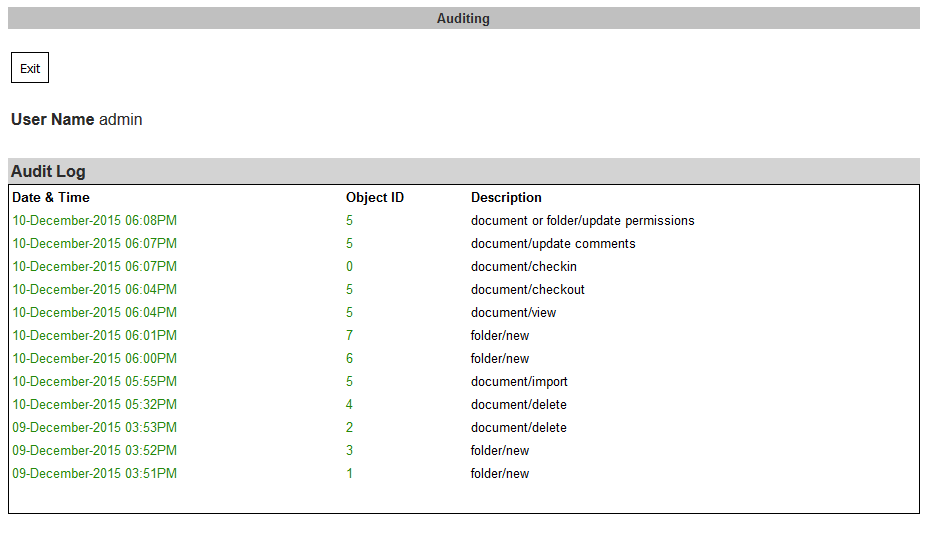 Auditing
Exit
User Name admin
Audit Log
Date & Time Object ID Description
10-December-2015 06:08PM 5 document or folder/update permissions
10-December-2015 06:07PM 5 document/update comments
10-December-2015 06:07PM 0 document/checkin
10-December-2015 06:04PM 5 document/checkout
10-December-2015 06:04PM 5 document/view
10-December-2015 06:01PM 7 folder/new
10-December-2015 06:00PM 6 folder/new
10-December-2015 05:55PM 5 document/import
10-December-2015 05:32PM 4 document/delete
09-December-2015 03:53PM 2 document/delete
09-December-2015 03:52PM 3 folder/new
09-December-2015 03:51PM 1 folder/new